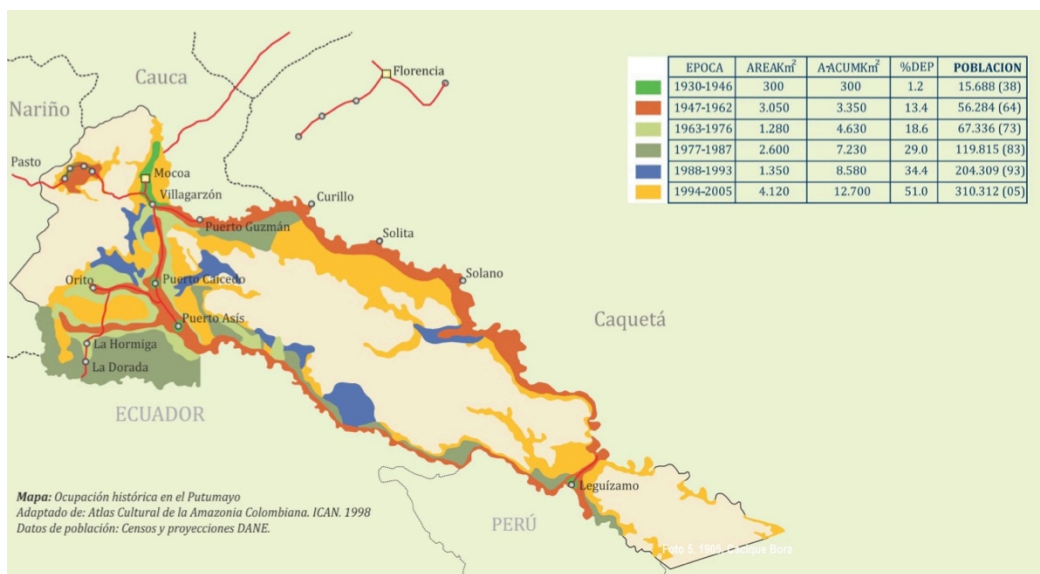 Cauca
Nariño
Florencia
Pasto
Mocoa
Villagarzón
Puerto Guzmán
Curillo
Solita
Solano
Orito
Puerto Caicedo
Puerto Asís
Caquetá
La Hormiga
La Dorada
ECUADOR
Leguízamo
PERÚ
EPOCA AREAKm² A-ACUMKm² %DEP POBLACION
1930-1946 300 300 1.2 15.688 (38)
1947-1962 3.050 3.350 13.4 56.284 (64)
1963-1976 1.280 4.630 18.6 67.336 (73)
1977-1987 2.600 7.230 29.0 119.815 (83)
1988-1993 1.350 8.580 34.4 204.309 (93)
1994-2005 4.120 12.700 51.0 310.312 (05)
Mapa: Ocupación histórica en el Putumayo
Adaptado de: Atlas Cultural de la Amazonia Colombiana. ICAN. 1998
Datos de población: Censos y proyecciones DANE.
Foto 5. 1905, Cacique Bora